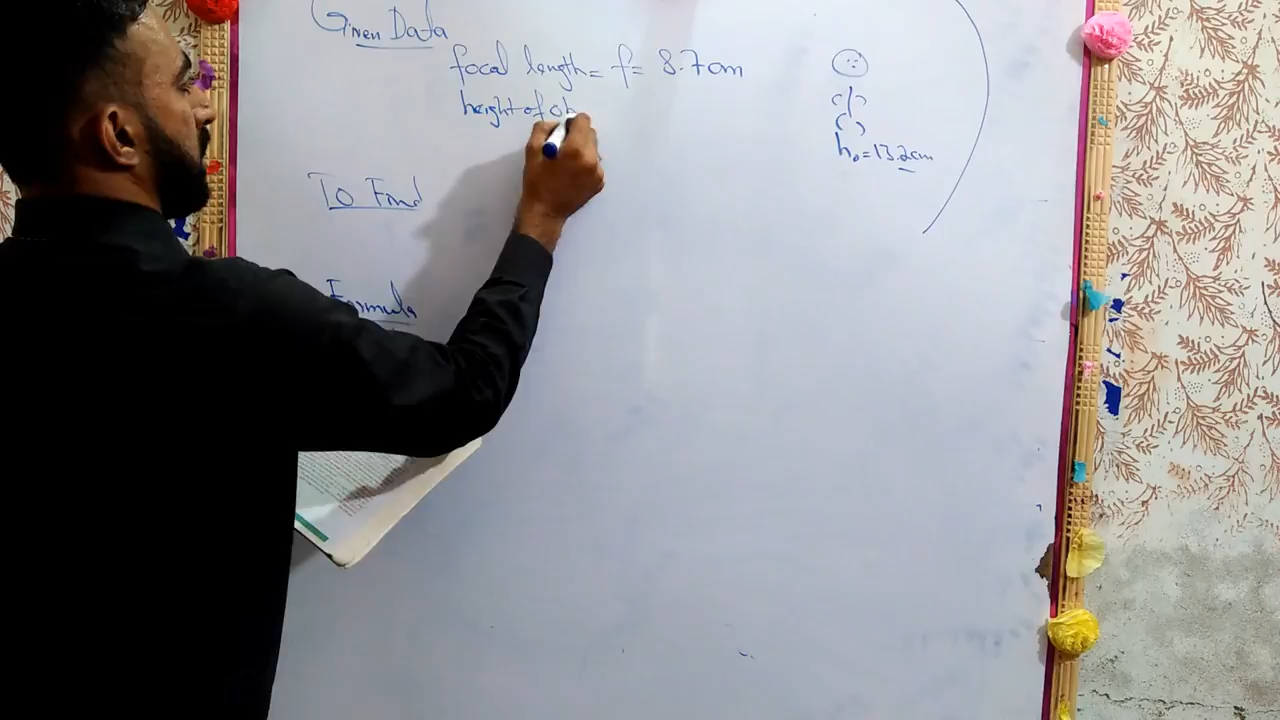 Given Data
focal length = f = 8.7cm
height of ob
h₀ = 13.2cm
To Find
Formula